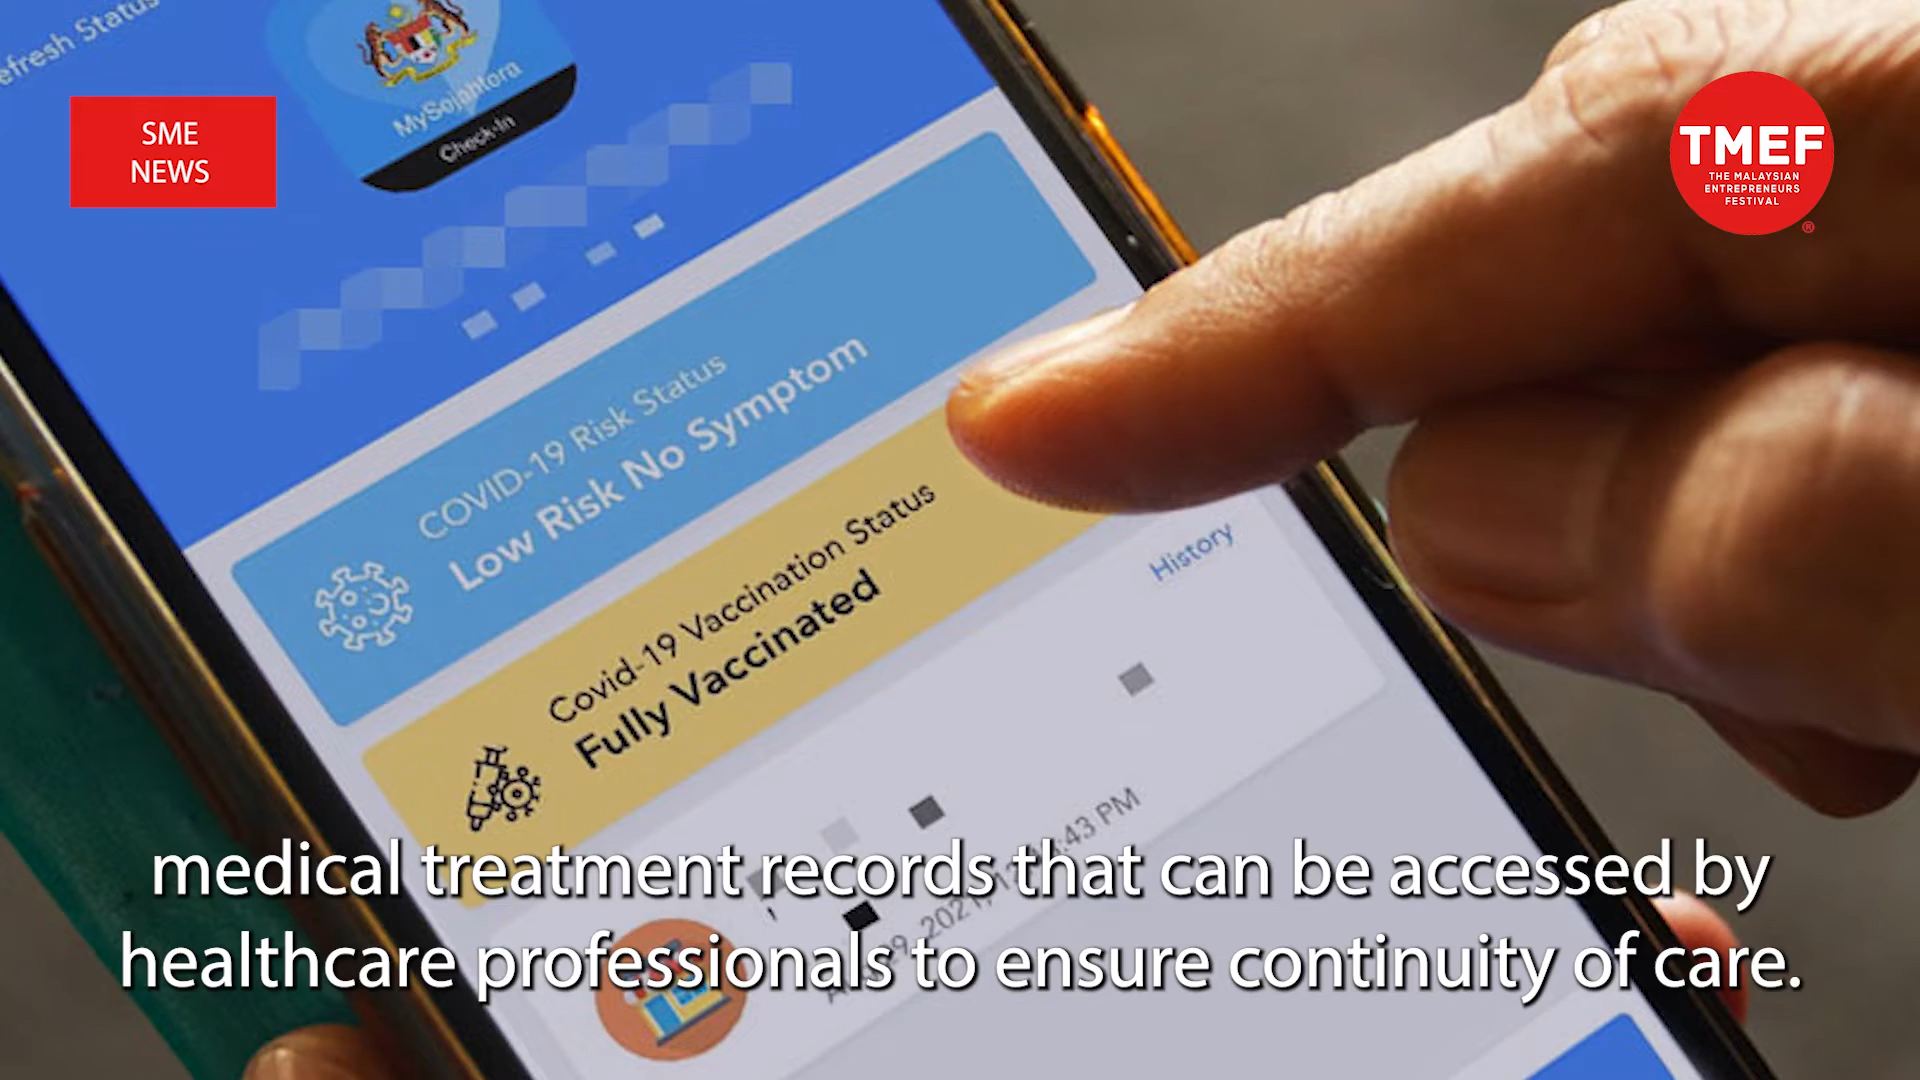 efresh Status
MySejahtera
Check-In
SME
NEWS
TMEF
THE MALAYSIAN
ENTREPRENEURS
FESTIVAL
®
COVID-19 Risk Status
Low Risk No Symptom
Covid-19 Vaccination Status
Fully Vaccinated
History
2021, :43 PM
medical treatment records that can be accessed by
healthcare professionals to ensure continuity of care.